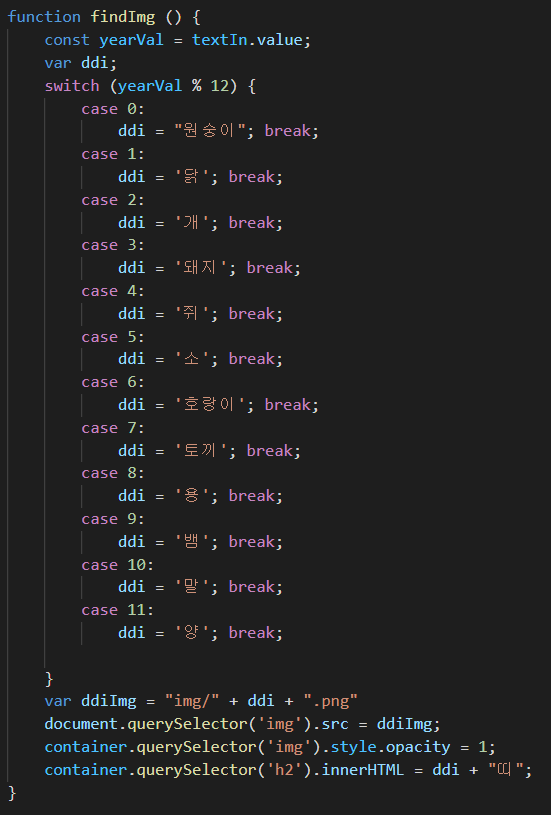 function findImg () {
    const yearVal = textIn.value;
    var ddi;
    switch (yearVal % 12) {
        case 0:
            ddi = "원숭이"; break;
        case 1:
            ddi = '닭'; break;
        case 2:
            ddi = '개'; break;
        case 3:
            ddi = '돼지'; break;
        case 4:
            ddi = '쥐'; break;
        case 5:
            ddi = '소'; break;
        case 6:
            ddi = '호랑이'; break;
        case 7:
            ddi = '토끼'; break;
        case 8:
            ddi = '용'; break;
        case 9:
            ddi = '뱀'; break;
        case 10:
            ddi = '말'; break;
        case 11:
            ddi = '양'; break;

    }
    var ddiImg = "img/" + ddi + ".png"
    document.querySelector('img').src = ddiImg;
    container.querySelector('img').style.opacity = 1;
    container.querySelector('h2').innerHTML = ddi + "띠";
}